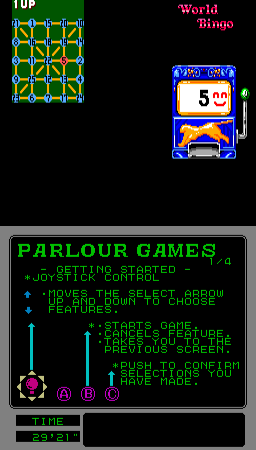 1UP
World
Bingo
5
5
PARLOUR GAMES
1/4
- GETTING STARTED -
*JOYSTICK CONTROL
·MOVES THE SELECT ARROW
UP AND DOWN TO CHOOSE
FEATURES.
*·STARTS GAME.
·CANCELS FEATURE.
·TAKES YOU TO THE
PREVIOUS SCREEN.
*PUSH TO CONFIRM
SELECTIONS YOU
HAVE MADE.
A B C
TIME
29'21"